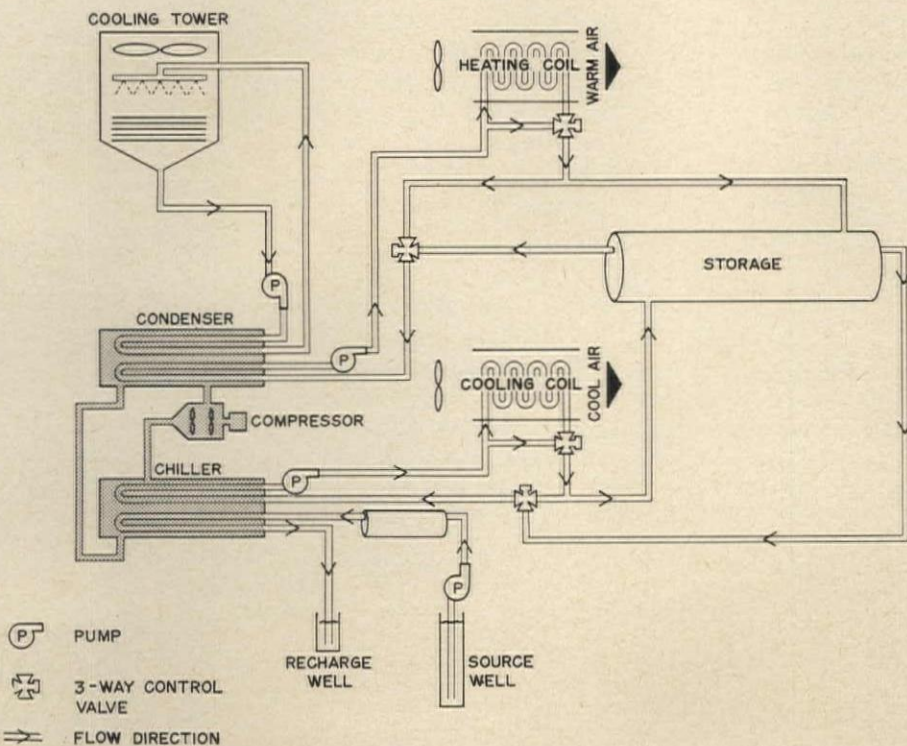 COOLING TOWER
HEATING COIL
WARM AIR
STORAGE
P
CONDENSER
P
COOLING COIL
COOL AIR
COMPRESSOR
CHILLER
P
P
RECHARGE
WELL
SOURCE
WELL
P PUMP
3-WAY CONTROL
VALVE
FLOW DIRECTION